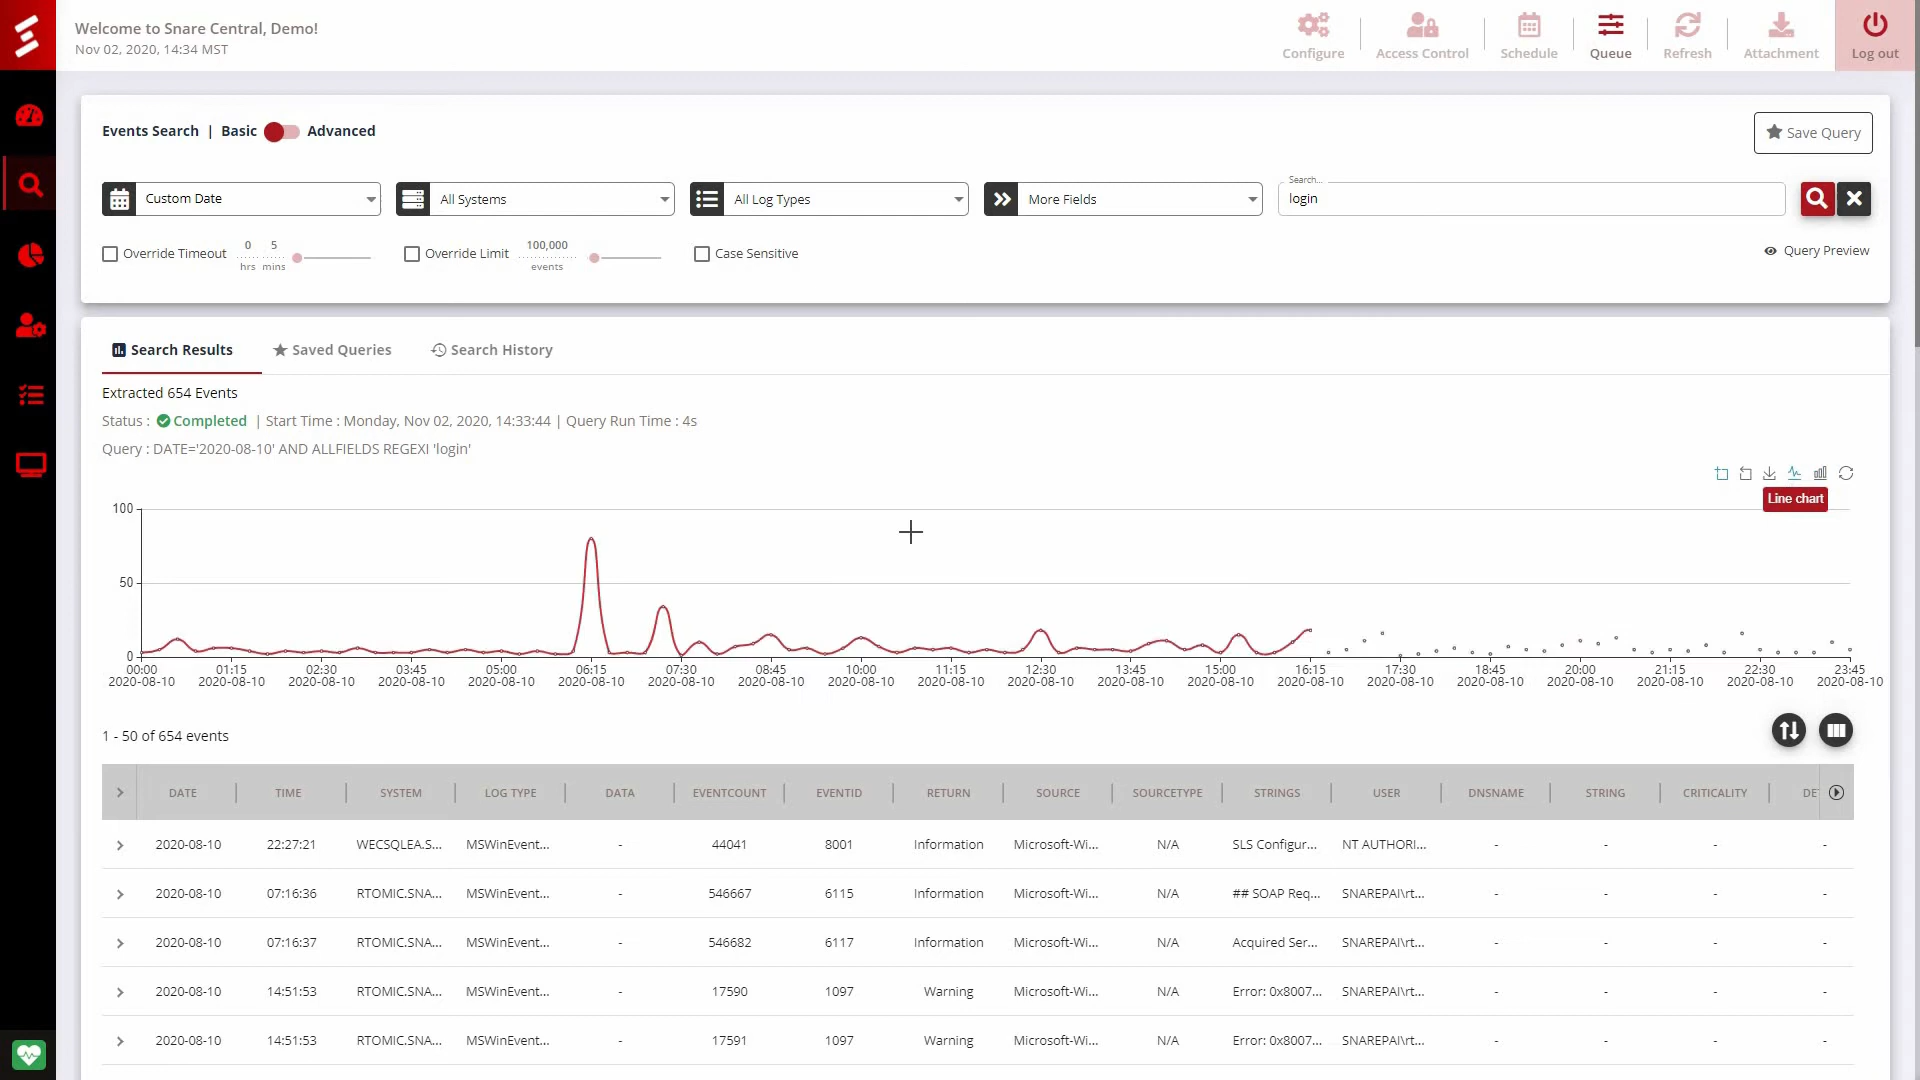 Welcome to Snare Central, Demo!
Nov 02, 2020, 14:34 MST
Configure
Access Control
Schedule
Queue
Refresh
Attachment
Log out
Events Search | Basic Advanced
Save Query
Custom Date
All Systems
All Log Types
More Fields
Search...
login
Override Timeout
0 5
hrs mins
Override Limit
100,000
events
Case Sensitive
Query Preview
Search Results
Saved Queries
Search History
Extracted 654 Events
Status : Completed | Start Time : Monday, Nov 02, 2020, 14:33:44 | Query Run Time : 4s
Query : DATE='2020-08-10' AND ALLFIELDS REGEXI 'login'
Line chart
100
50
0
00:00 01:15 02:30 03:45 05:00 06:15 07:30 08:45 10:00 11:15 12:30 13:45 15:00 16:15 17:30 18:45 20:00 21:15 22:30 23:45
2020-08-10 2020-08-10 2020-08-10 2020-08-10 2020-08-10 2020-08-10 2020-08-10 2020-08-10 2020-08-10 2020-08-10 2020-08-10 2020-08-10 2020-08-10 2020-08-10 2020-08-10 2020-08-10 2020-08-10 2020-08-10 2020-08-10 2020-08-10
1 - 50 of 654 events
DATE TIME SYSTEM LOG TYPE DATA EVENTCOUNT EVENTID RETURN SOURCE SOURCETYPE STRINGS USER DNSNAME STRING CRITICALITY DE
2020-08-10 22:27:21 WECSQLEA.S... MSWinEvent... - 44041 8001 Information Microsoft-Wi... N/A SLS Configur... NT AUTHORI... - - - -
2020-08-10 07:16:36 RTOMIC.SNA... MSWinEvent... - 546667 6115 Information Microsoft-Wi... N/A ## SOAP Req... SNAREPAI\rt... - - - -
2020-08-10 07:16:37 RTOMIC.SNA... MSWinEvent... - 546682 6117 Information Microsoft-Wi... N/A Acquired Ser... SNAREPAI\rt... - - - -
2020-08-10 14:51:53 RTOMIC.SNA... MSWinEvent... - 17590 1097 Warning Microsoft-Wi... N/A Error: 0x8007... SNAREPAI\rt... - - - -
2020-08-10 14:51:53 RTOMIC.SNA... MSWinEvent... - 17591 1097 Warning Microsoft-Wi... N/A Error: 0x8007... SNAREPAI\rt... - - - -